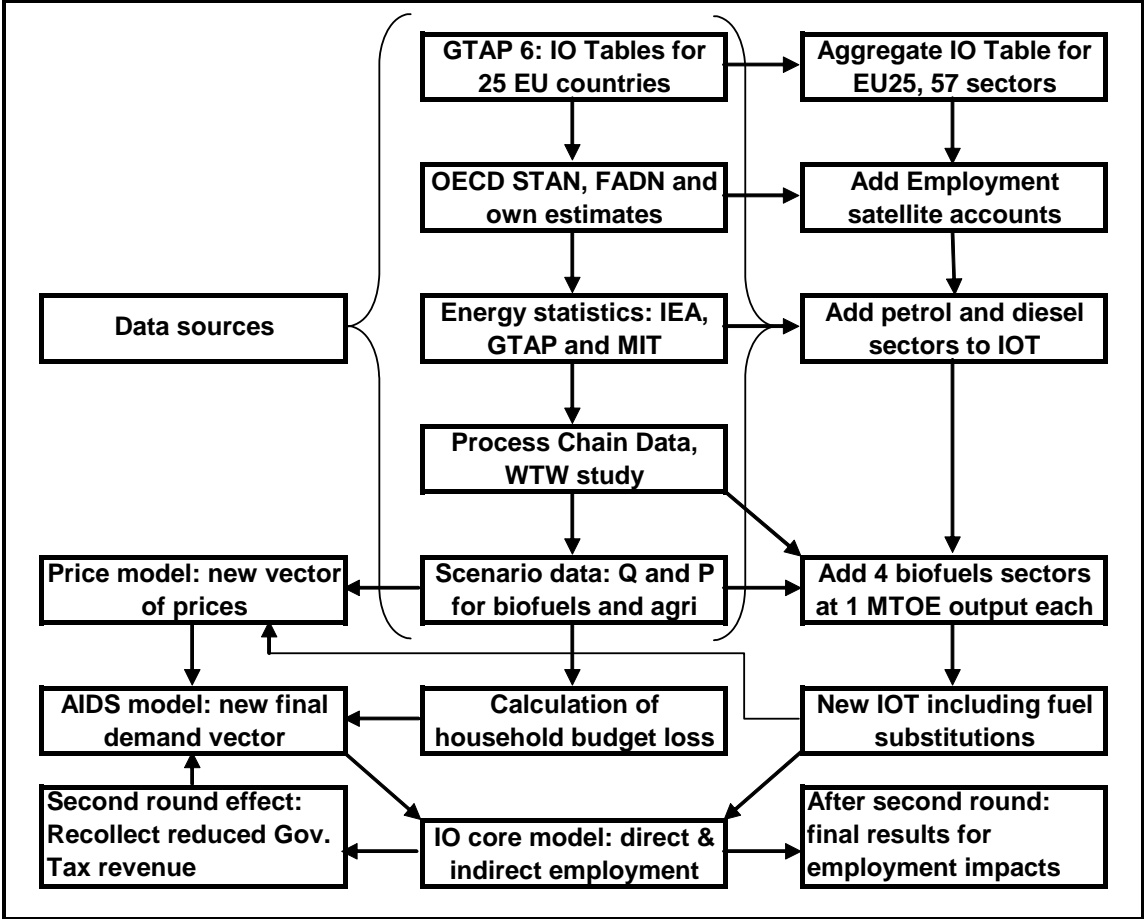 GTAP 6: IO Tables for
25 EU countries
Aggregate IO Table for
EU25, 57 sectors
OECD STAN, FADN and
own estimates
Add Employment
satellite accounts
Data sources
Energy statistics: IEA,
GTAP and MIT
Add petrol and diesel
sectors to IOT
Process Chain Data,
WTW study
Price model: new vector
of prices
Scenario data: Q and P
for biofuels and agri
Add 4 biofuels sectors
at 1 MTOE output each
AIDS model: new final
demand vector
Calculation of
household budget loss
New IOT including fuel
substitutions
Second round effect:
Recollect reduced Gov.
Tax revenue
IO core model: direct &
indirect employment
After second round:
final results for
employment impacts